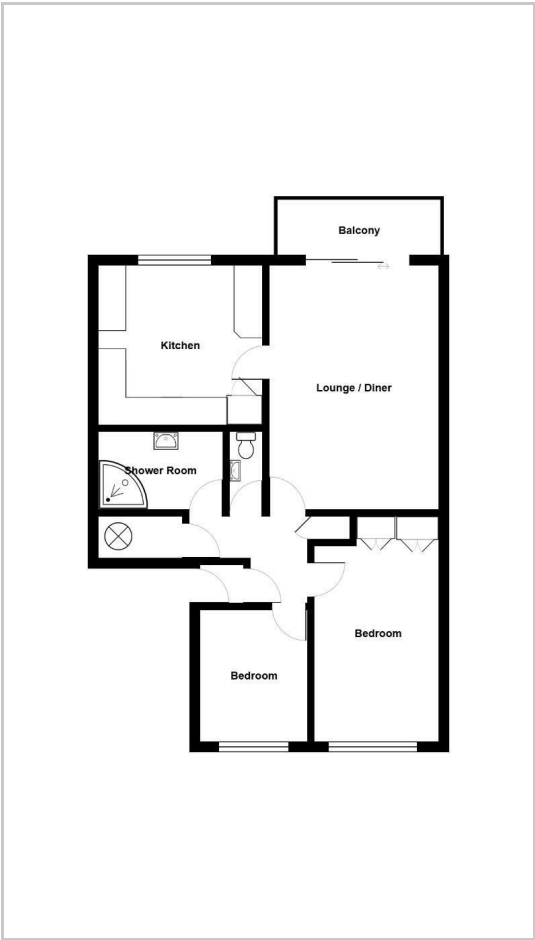 Balcony
Kitchen
Lounge / Diner
Shower Room
Bedroom
Bedroom